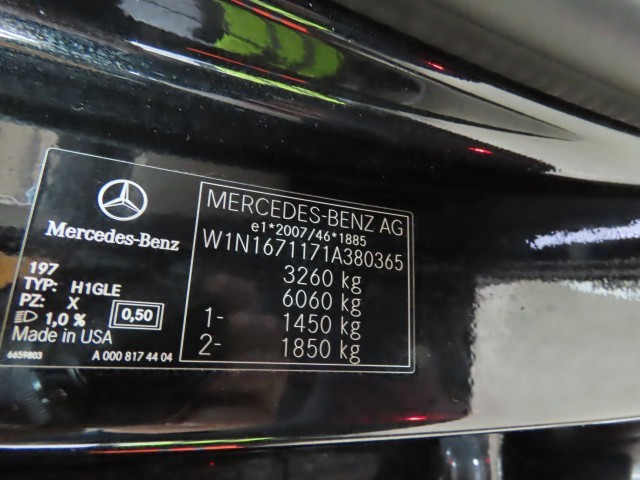 Mercedes-Benz
197
TYP: H1GLE
PZ: X
1,0 %
0,50
Made in USA
6659803
A 000 817 44 04
MERCEDES-BENZ AG
e1*2007/46*1885
W1N1671171A380365
3260 kg
6060 kg
1- 1450 kg
2- 1850 kg